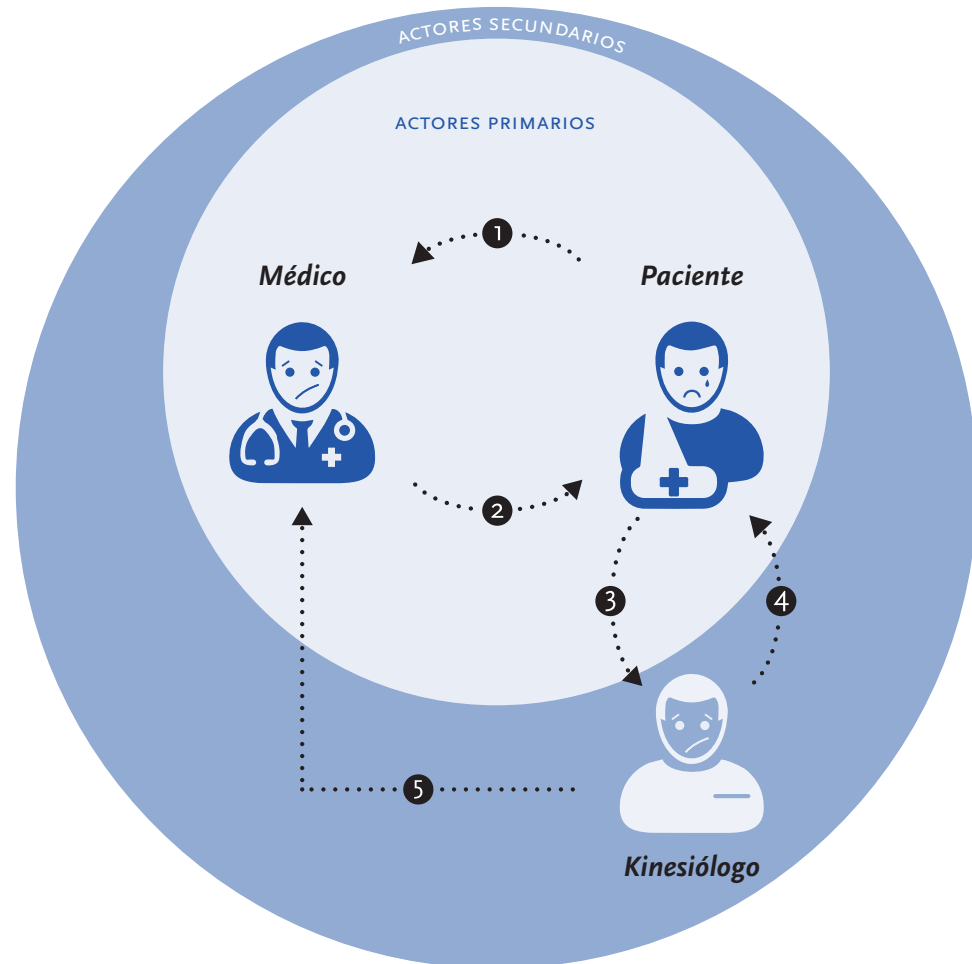 ACTORES SECUNDARIOS
ACTORES PRIMARIOS
1
Médico
Paciente
2
3
4
5
Kinesiólogo